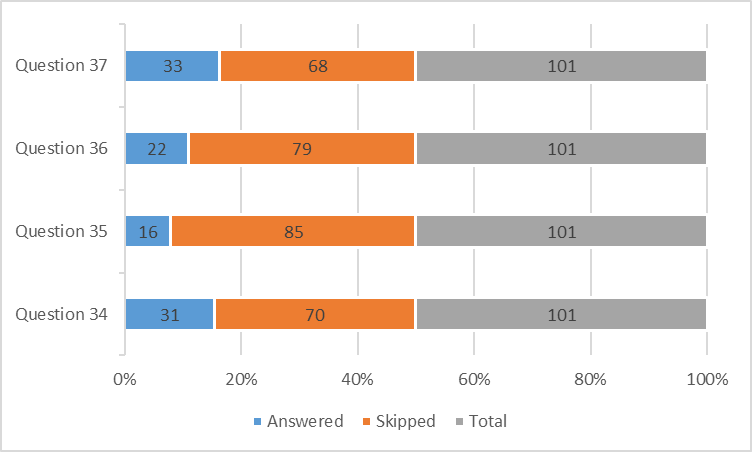 Question 37 33 68 101
Question 36 22 79 101
Question 35 16 85 101
Question 34 31 70 101
0% 20% 40% 60% 80% 100%
Answered Skipped Total